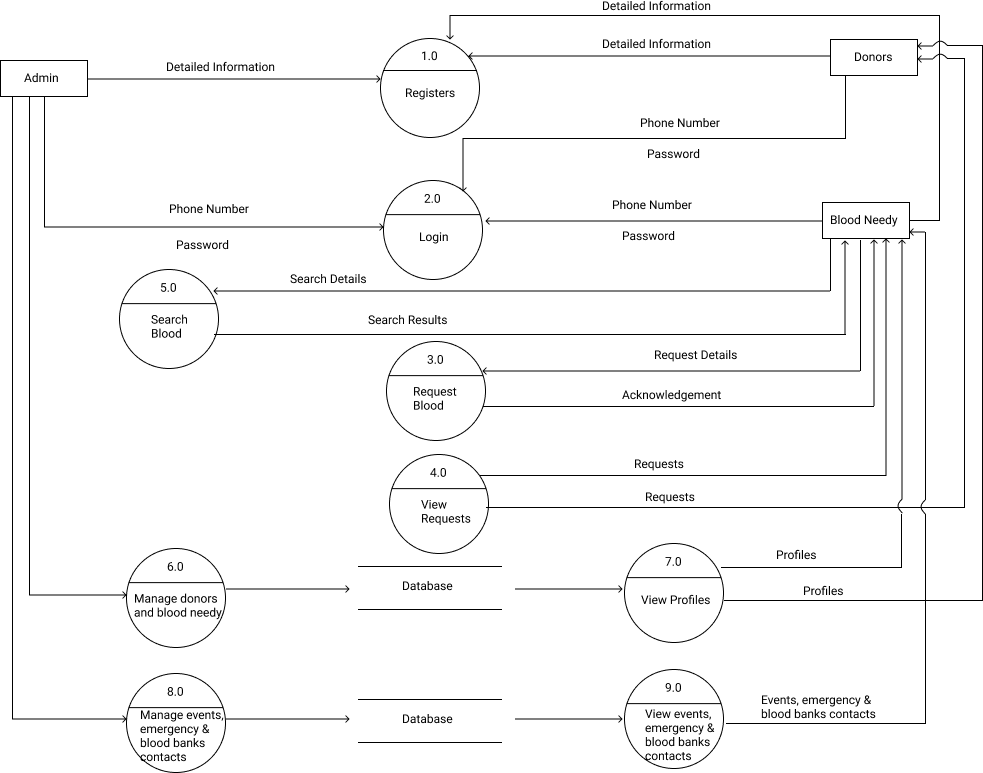 Detailed Information
Detailed Information
1.0
Donors
Detailed Information
Admin
Registers
Phone Number
Password
2.0
Phone Number
Phone Number
Blood Needy
Login
Password
Password
Search Details
5.0
Search
Blood
Search Results
3.0
Request Details
Request
Blood
Acknowledgement
4.0
Requests
View
Requests
Requests
6.0
Database
7.0
Profiles
Manage donors
and blood needy
View Profiles
Profiles
8.0
9.0
Manage events,
emergency &
blood banks
contacts
Database
View events,
emergency &
blood banks
contacts
Events, emergency &
blood banks contacts